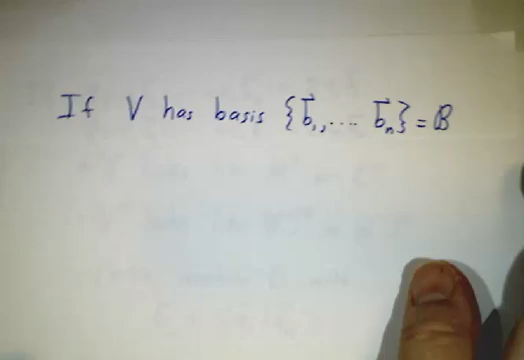 If V has basis {b⃗₁, .... b⃗ₙ} = B